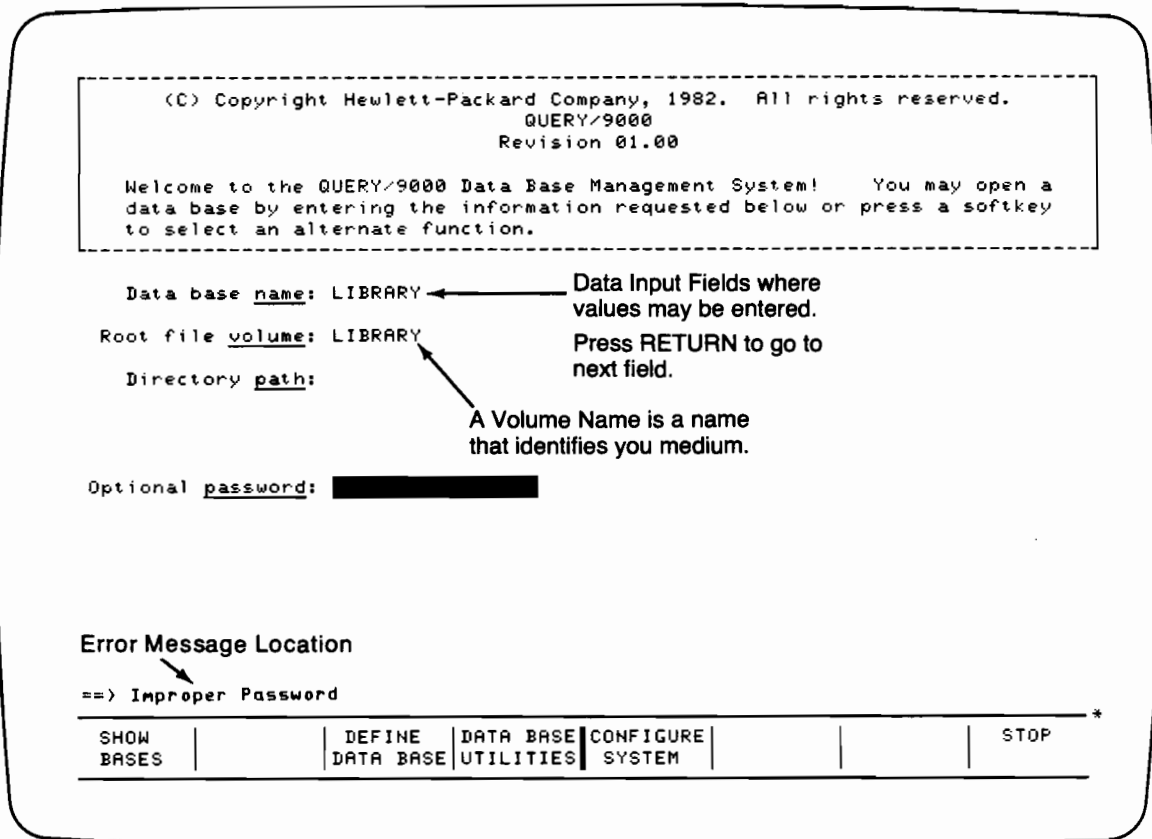 (C) Copyright Hewlett-Packard Company, 1982. All rights reserved.
QUERY/9000
Revision 01.00
Welcome to the QUERY/9000 Data Base Management System! You may open a
data base by entering the information requested below or press a softkey
to select an alternate function.
Data base name: LIBRARY
Data Input Fields where
values may be entered.
Root file volume: LIBRARY
Press RETURN to go to
next field.
Directory path:
A Volume Name is a name
that identifies you medium.
Optional password:
Error Message Location
==> Improper Password
*
SHOW BASES
DEFINE DATA BASE
DATA BASE UTILITIES
CONFIGURE SYSTEM
STOP